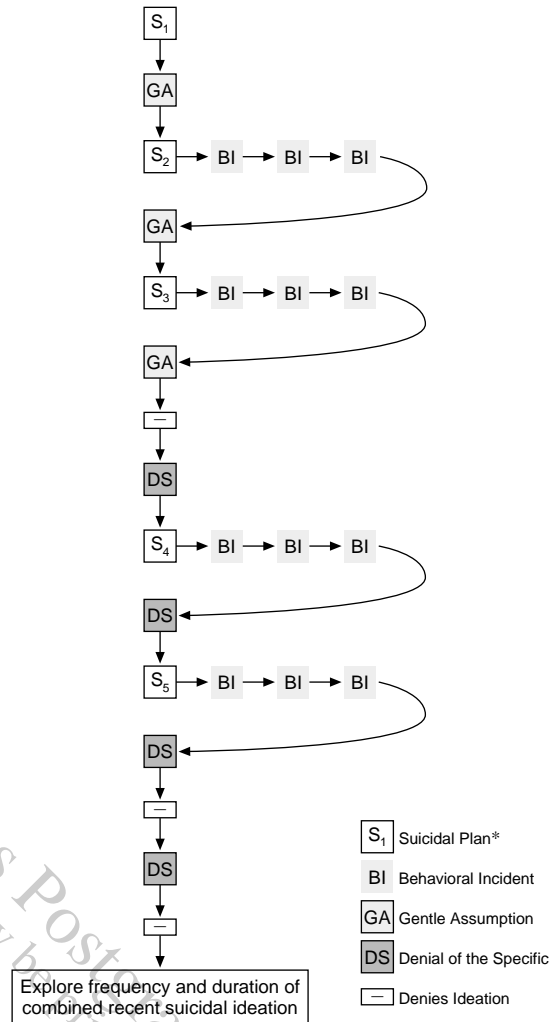 S₁
GA
S₂ BI BI BI
GA
S₃ BI BI BI
GA
—
DS
S₄ BI BI BI
DS
S₅ BI BI BI
DS
—
DS
—
Explore frequency and duration of
combined recent suicidal ideation
S₁ Suicidal Plan*
BI Behavioral Incident
GA Gentle Assumption
DS Denial of the Specific
— Denies Ideation